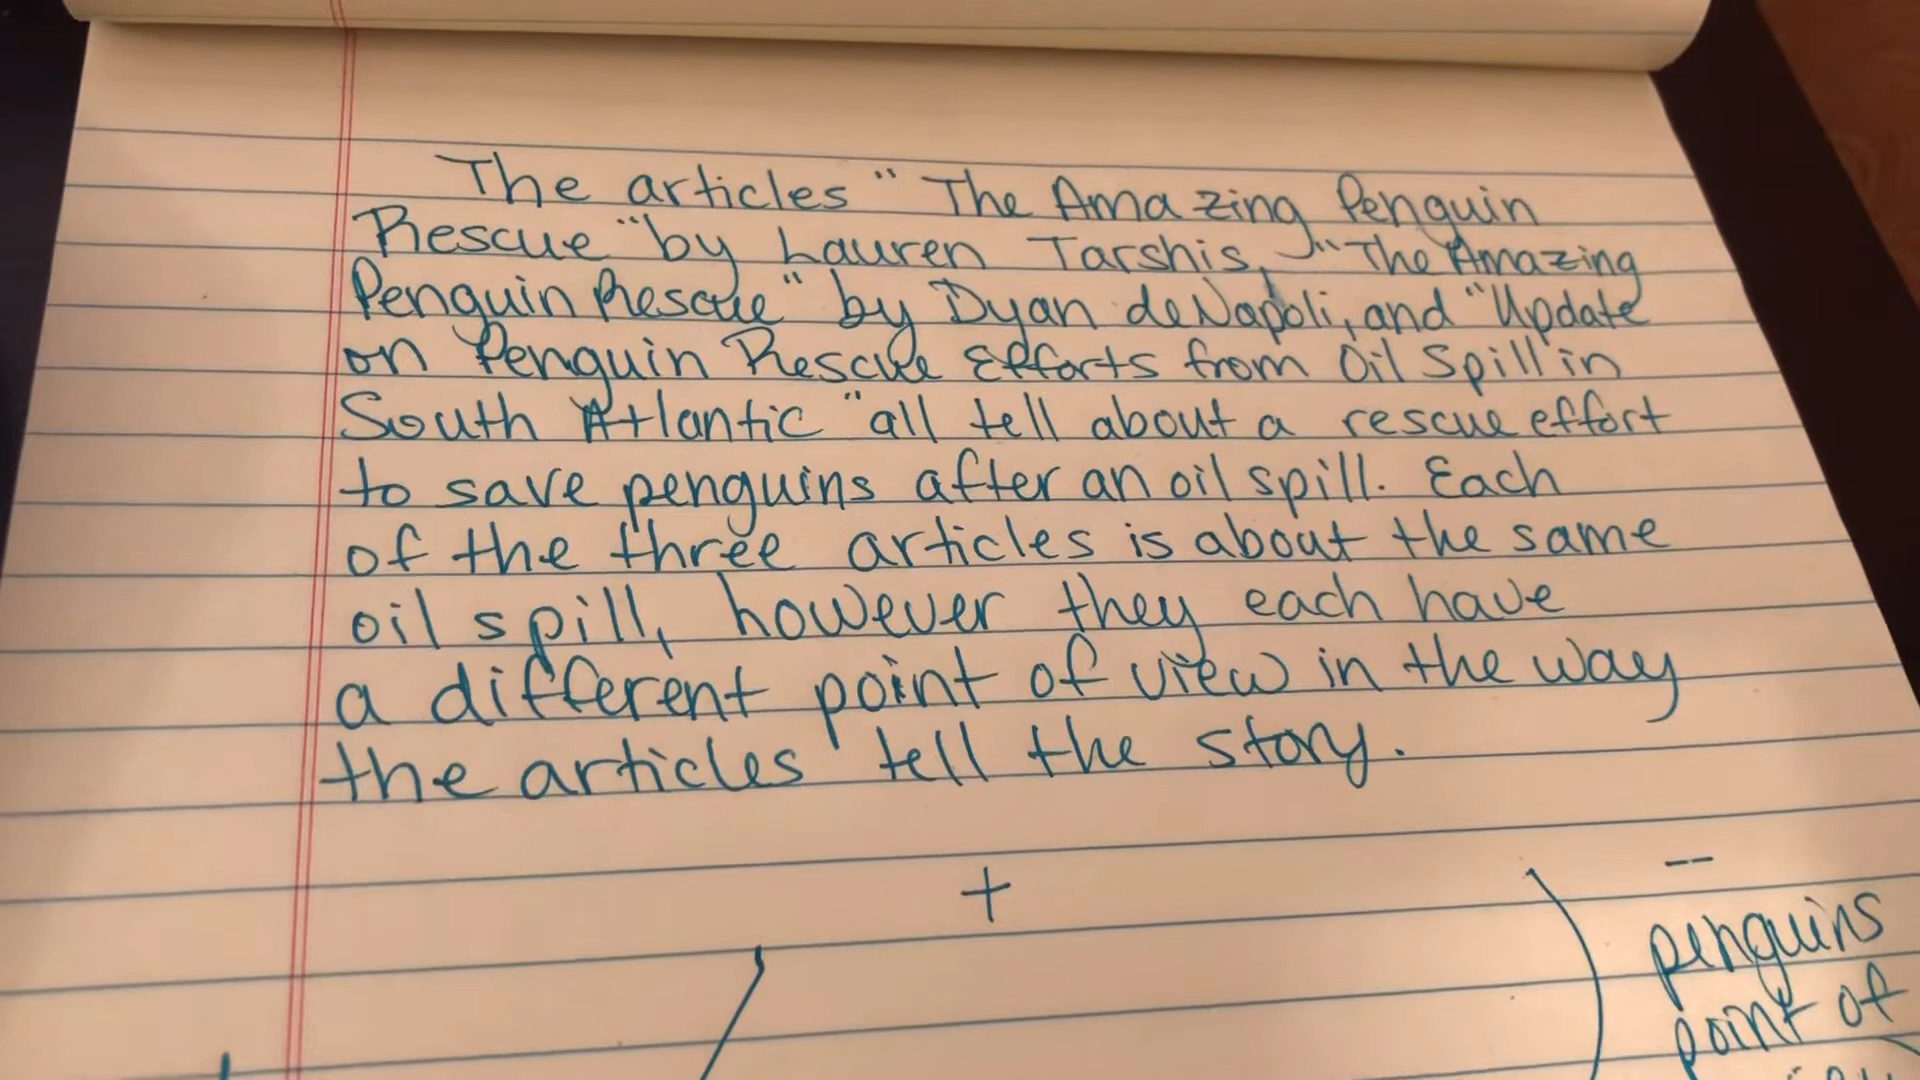 The articles " The Amazing Penguin
Rescue " by Lauren Tarshis, " The Amazing
Penguin Rescue " by Dyan deNapoli, and " Update
on Penguin Rescue Efforts from Oil Spill in
South Atlantic " all tell about a rescue effort
to save penguins after an oil spill. Each
of the three articles is about the same
oil spill, however they each have
a different point of view in the way
the articles tell the story.
+
--
penguins
point of